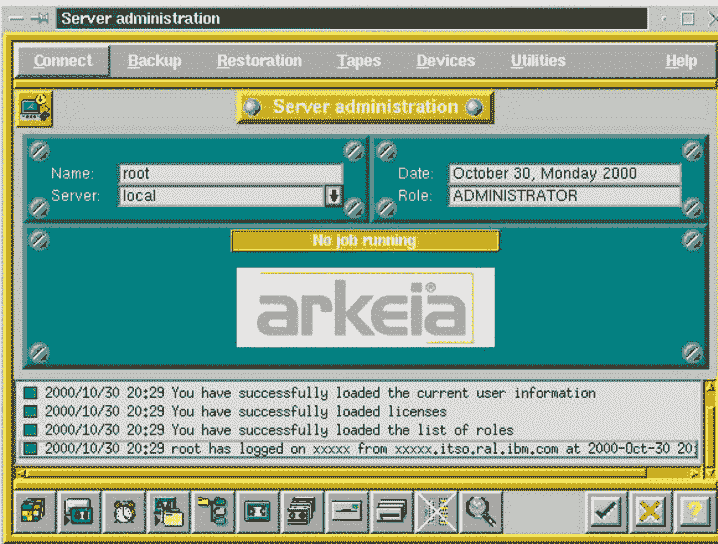 Server administration
Connect Backup Restoration Tapes Devices Utilities Help
Server administration
Name: root
Server: local
Date: October 30, Monday 2000
Role: ADMINISTRATOR
No job running
arkeia
2000/10/30 20:29 You have successfully loaded the current user information
2000/10/30 20:29 You have successfully loaded licenses
2000/10/30 20:29 You have successfully loaded the list of roles
2000/10/30 20:29 root has logged on xxxxx from xxxxx.itso.ral.ibm.com at 2000-Oct-30 20: